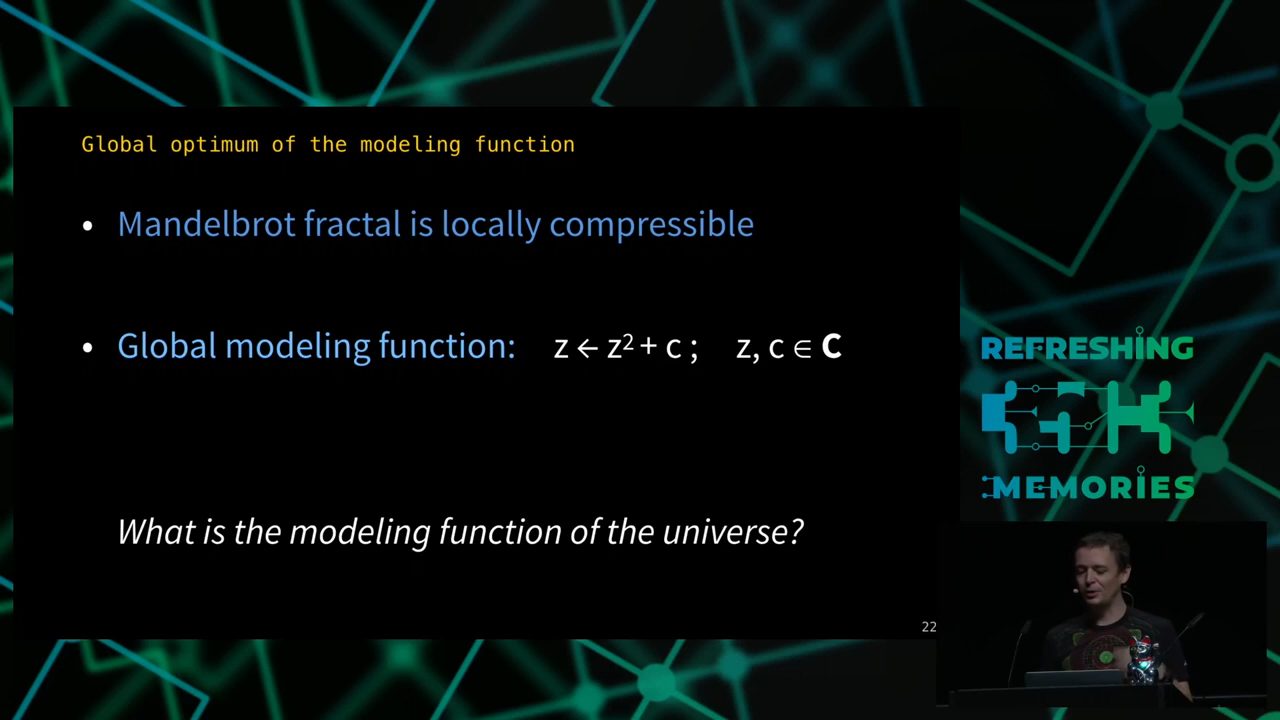 Global optimum of the modeling function
• Mandelbrot fractal is locally compressible
• Global modeling function: z ← z² + c ; z, c ∈ C
What is the modeling function of the universe?
22
REFRESHING
35C3
MEMORIES